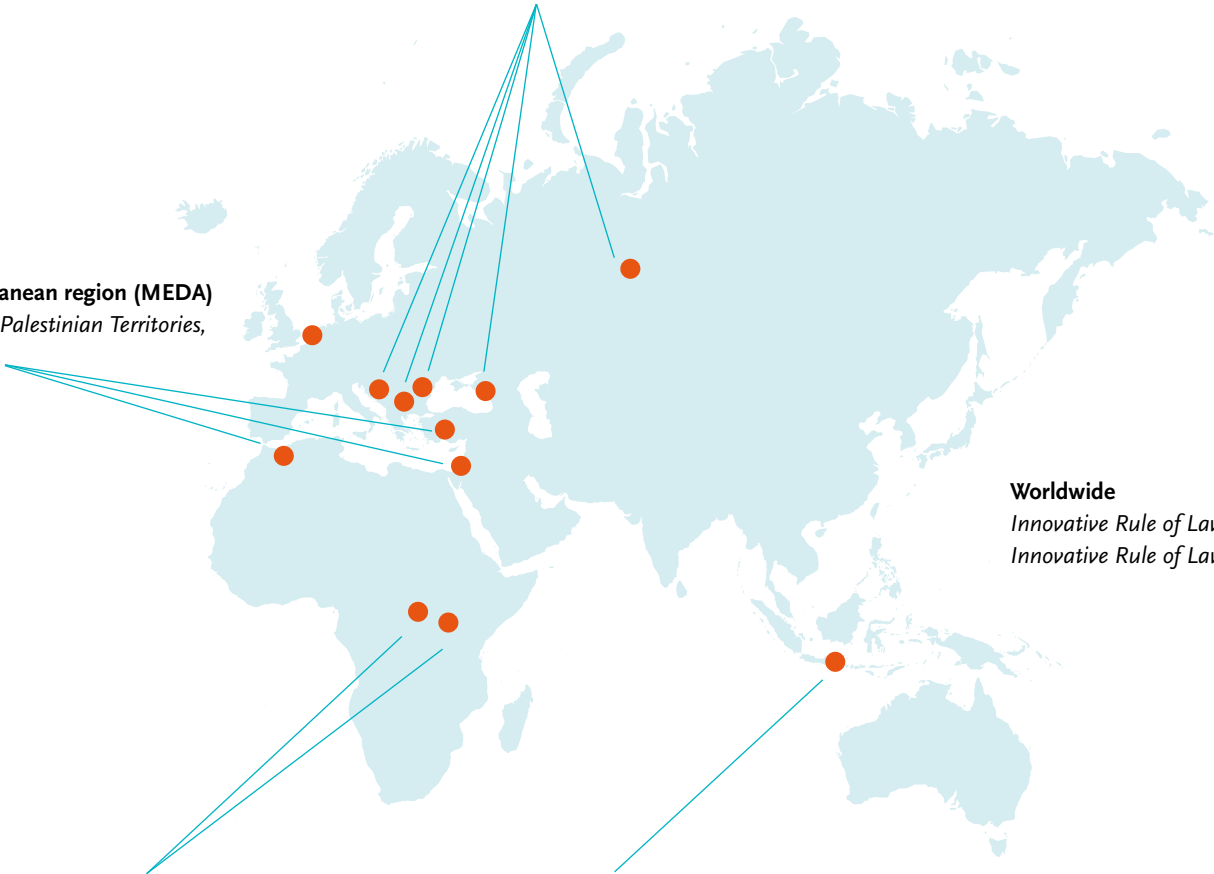 anean region (MEDA)
Palestinian Territories,
Worldwide
Innovative Rule of Law
Innovative Rule of Law